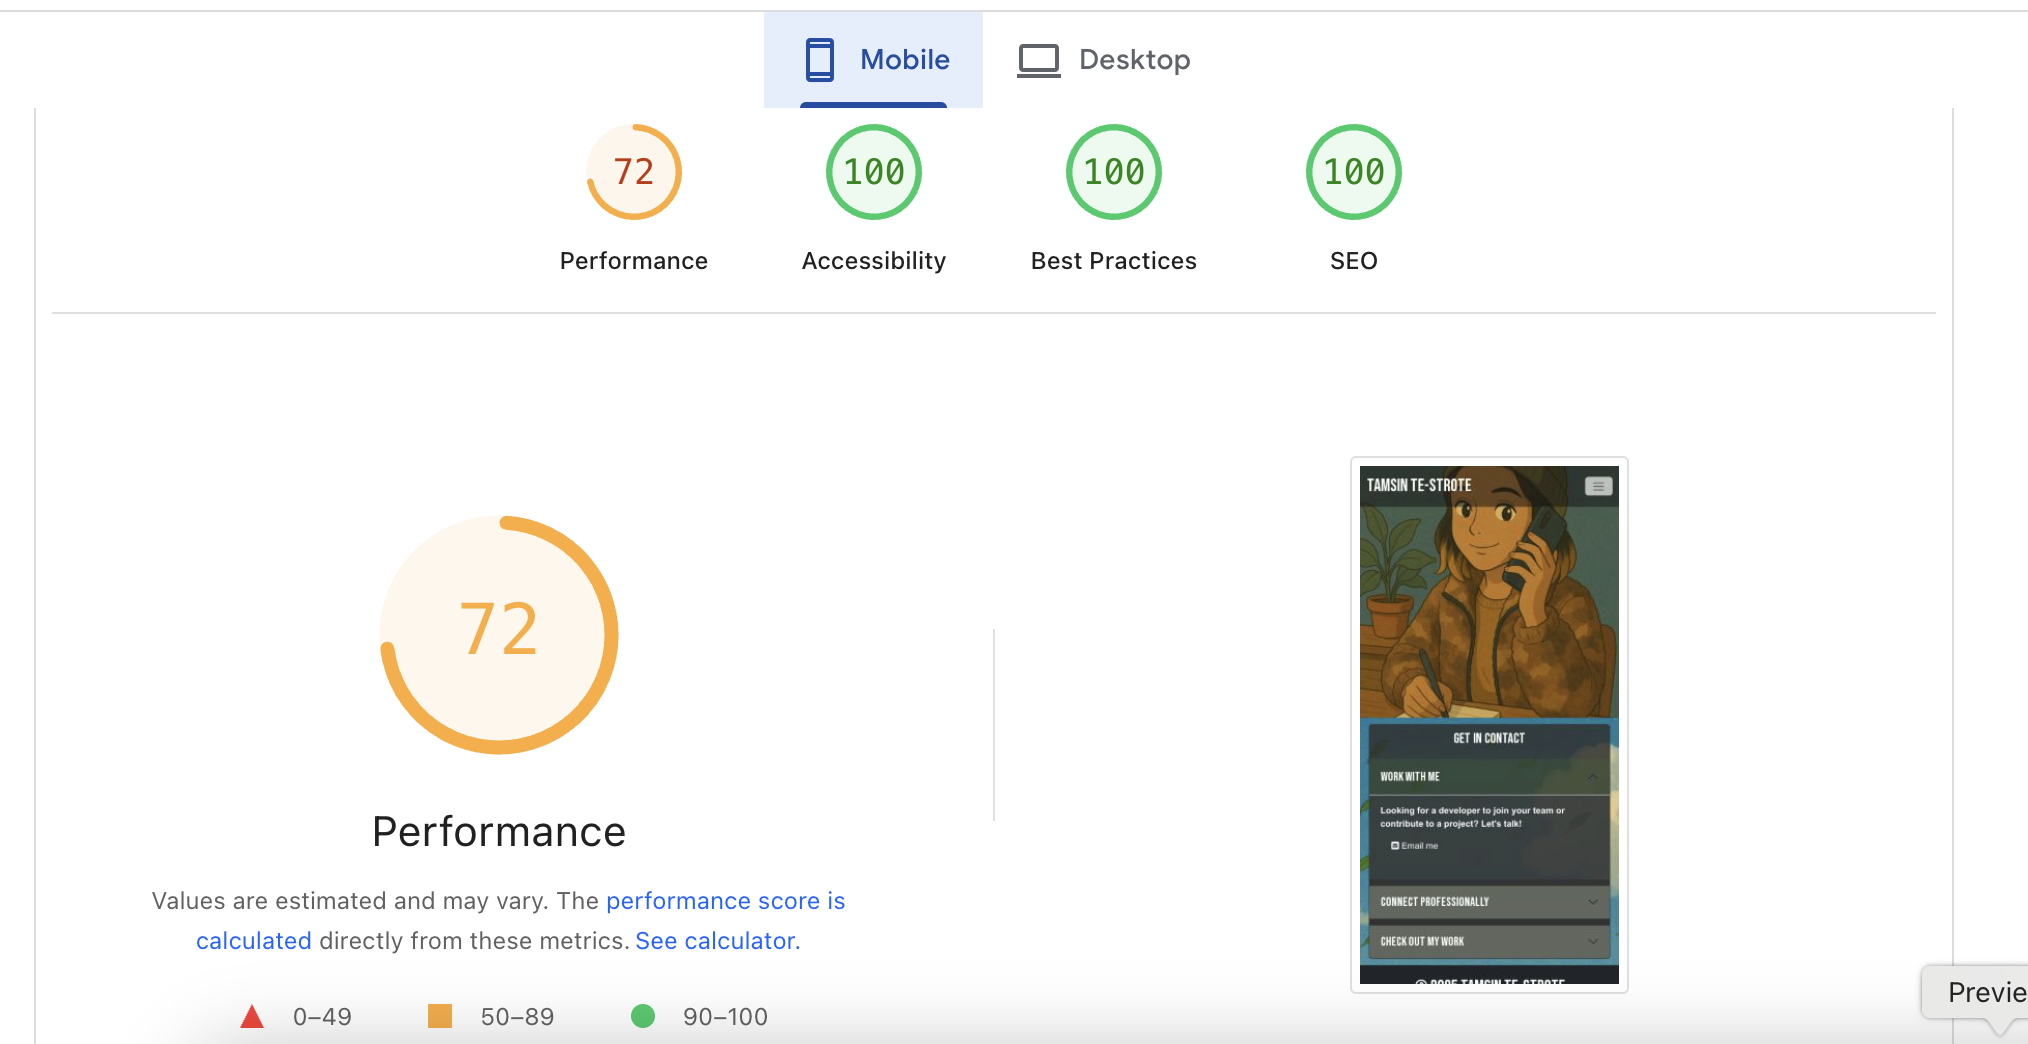 Mobile
Desktop
72
100
100
100
Performance
Accessibility
Best Practices
SEO
72
Performance
Values are estimated and may vary. The performance score is
calculated directly from these metrics. See calculator.
0–49
50–89
90–100
TAMSIN TE-STROTE
GET IN CONTACT
WORK WITH ME
Looking for a developer to join your team or
contribute to a project? Let's talk!
Email me
CONNECT PROFESSIONALLY
CHECK OUT MY WORK
© 2025 TAMSIN TE-STROTE
Previe